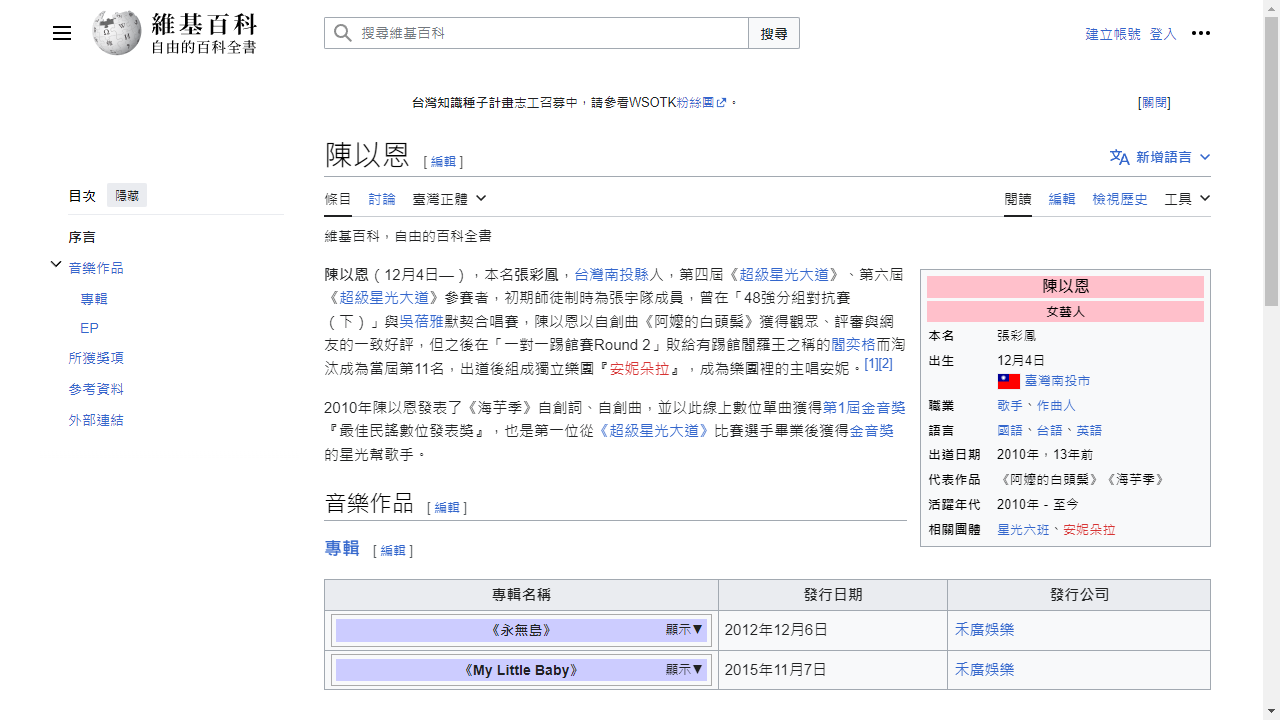 維基百科
自由的百科全書
搜尋維基百科
搜尋
建立帳號 登入
台灣知識種子計畫志工召募中，請參看WSOTK粉絲團。
[關閉]
陳以恩 [編輯]
新增語言
目次 隱藏
序言
音樂作品
專輯
EP
所獲獎項
參考資料
外部連結
條目 討論 臺灣正體
閱讀 編輯 檢視歷史 工具
維基百科，自由的百科全書
陳以恩（12月4日—），本名張彩鳳，台灣南投縣人，第四屆《超級星光大道》、第六屆
《超級星光大道》參賽者，初期師徒制時為張宇隊成員，曾在「48強分組對抗賽
（下）」與吳蓓雅默契合唱賽，陳以恩以自創曲《阿嬤的白頭鬃》獲得觀眾、評審與網
友的一致好評，但之後在「一對一踢館賽Round 2」敗給有踢館閻羅王之稱的閻奕格而淘
汰成為當屆第11名，出道後組成獨立樂團『安妮朵拉』，成為樂團裡的主唱安妮。[1][2]
2010年陳以恩發表了《海芋季》自創詞、自創曲，並以此線上數位單曲獲得第1屆金音獎
『最佳民謠數位發表獎』，也是第一位從《超級星光大道》比賽選手畢業後獲得金音獎
的星光幫歌手。
陳以恩
女藝人
本名 張彩鳳
出生 12月4日
臺灣南投市
職業 歌手、作曲人
語言 國語、台語、英語
出道日期 2010年，13年前
代表作品 《阿嬤的白頭鬃》《海芋季》
活躍年代 2010年－至今
相關團體 星光六班、安妮朵拉
音樂作品 [編輯]
專輯 [編輯]
專輯名稱 發行日期 發行公司
《永無島》 顯示▼ 2012年12月6日 禾廣娛樂
《My Little Baby》 顯示▼ 2015年11月7日 禾廣娛樂